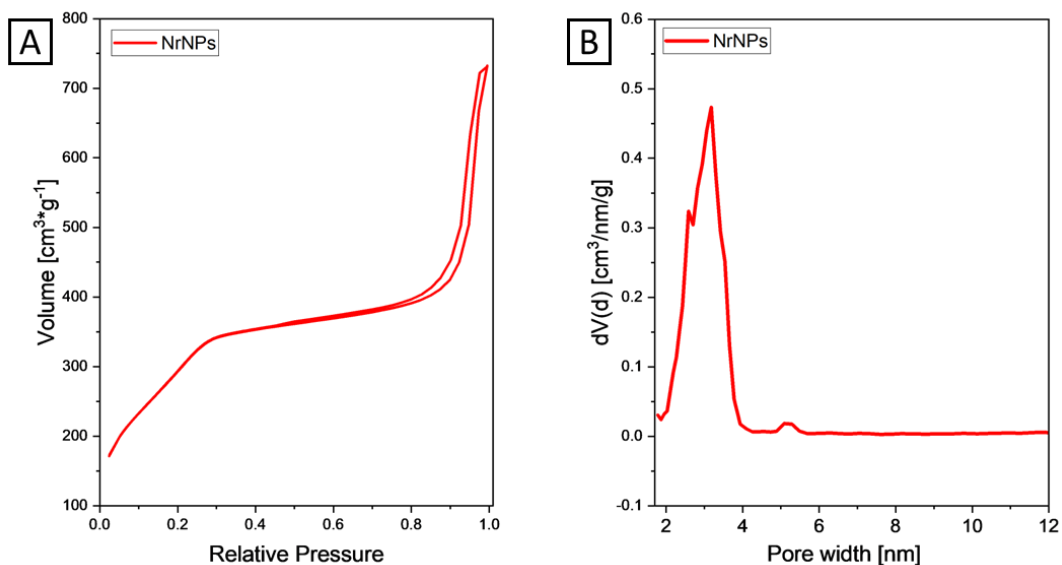 A
NrNPs
800
700
600
500
400
300
200
100
0.0 0.2 0.4 0.6 0.8 1.0
Volume [cm³*g⁻¹]
Relative Pressure
B
NrNPs
0.6
0.5
0.4
0.3
0.2
0.1
0.0
-0.1
2 4 6 8 10 12
dV(d) [cm³/nm/g]
Pore width [nm]